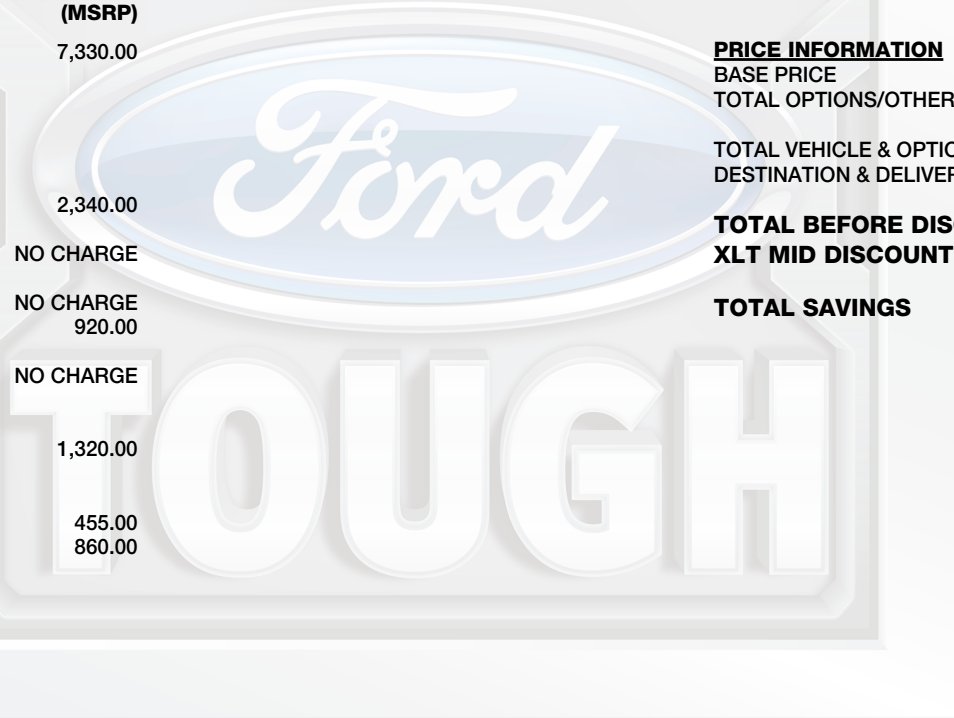 (MSRP)
7,330.00
2,340.00
NO CHARGE
NO CHARGE
920.00
NO CHARGE
1,320.00
455.00
860.00
PRICE INFORMATION
BASE PRICE
TOTAL OPTIONS/OTHER
TOTAL VEHICLE & OPTIO
DESTINATION & DELIVER
TOTAL BEFORE DIS
XLT MID DISCOUNT
TOTAL SAVINGS
Ford
TOUGH